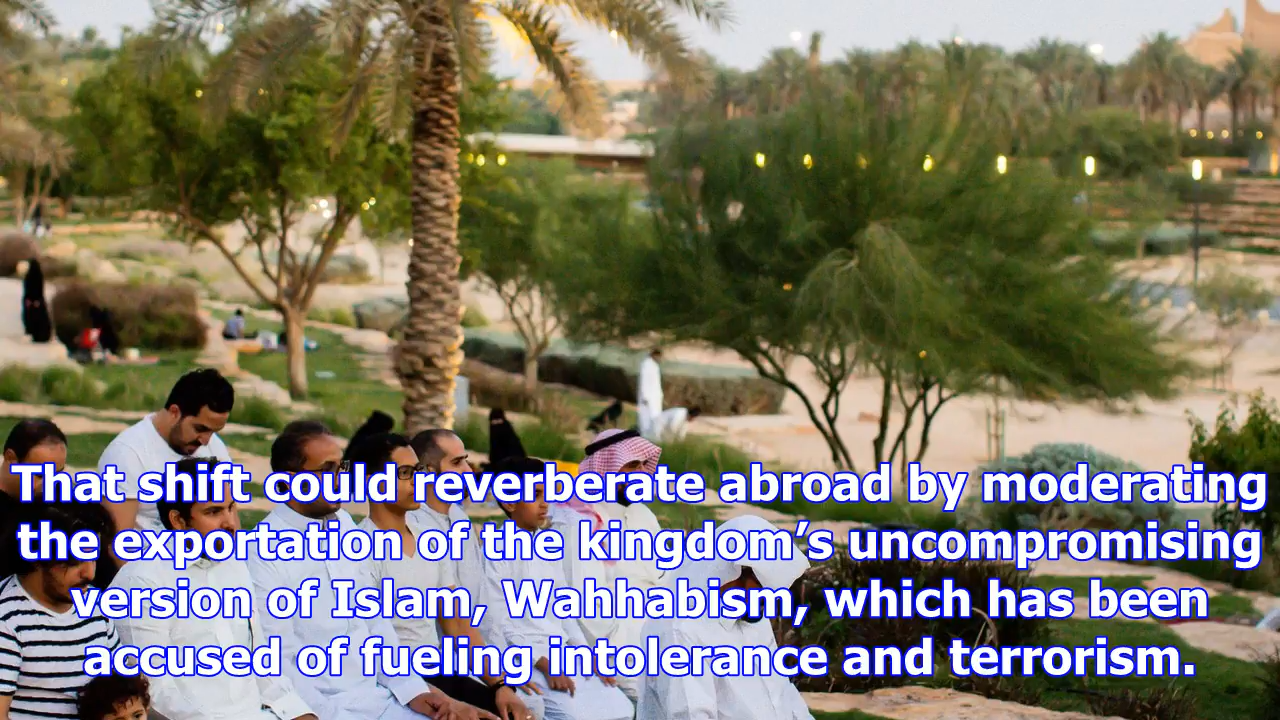 That shift could reverberate abroad by moderating
the exportation of the kingdom’s uncompromising
version of Islam, Wahhabism, which has been
accused of fueling intolerance and terrorism.